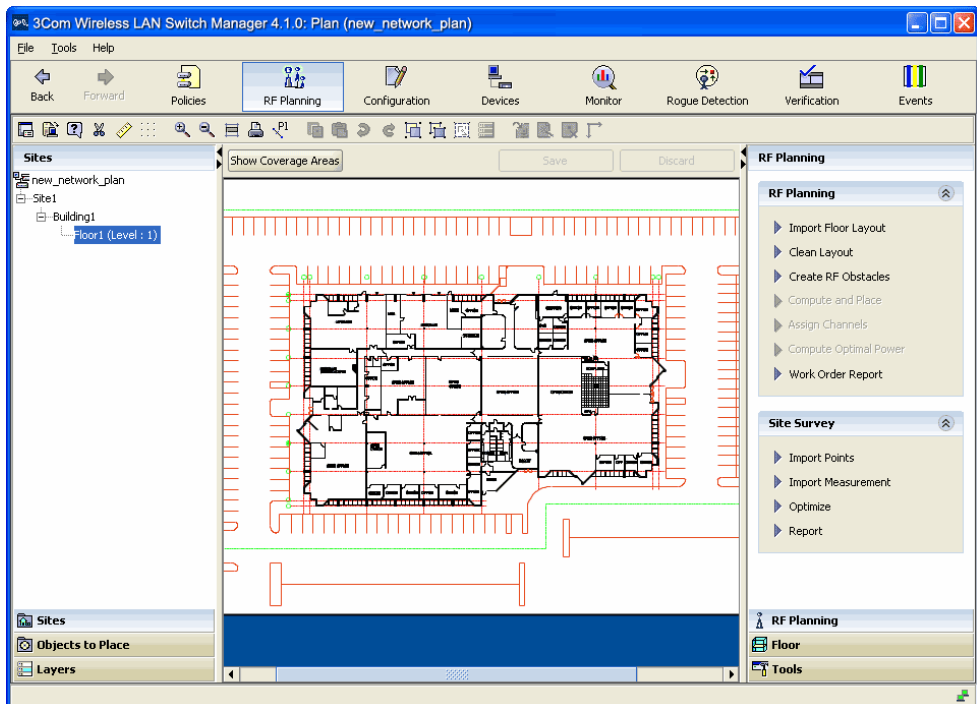 3Com Wireless LAN Switch Manager 4.1.0: Plan (new_network_plan)
File Tools Help
Back Forward Policies RF Planning Configuration Devices Monitor Rogue Detection Verification Events
Sites
new_network_plan
Site1
Building1
Floor1 (Level : 1)
Sites
Objects to Place
Layers
Show Coverage Areas Save Discard
RF Planning
RF Planning
Import Floor Layout
Clean Layout
Create RF Obstacles
Compute and Place
Assign Channels
Compute Optimal Power
Work Order Report
Site Survey
Import Points
Import Measurement
Optimize
Report
RF Planning
Floor
Tools